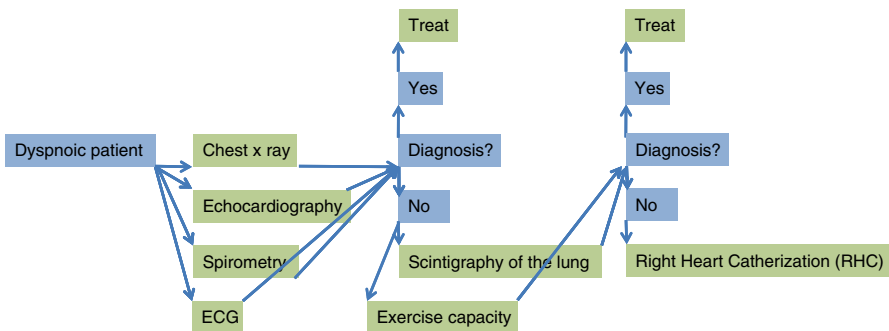 Treat
Treat
Yes
Yes
Dyspnoic patient
Chest x ray
Diagnosis?
Diagnosis?
Echocardiography
No
No
Spirometry
Scintigraphy of the lung
Right Heart Catherization (RHC)
ECG
Exercise capacity